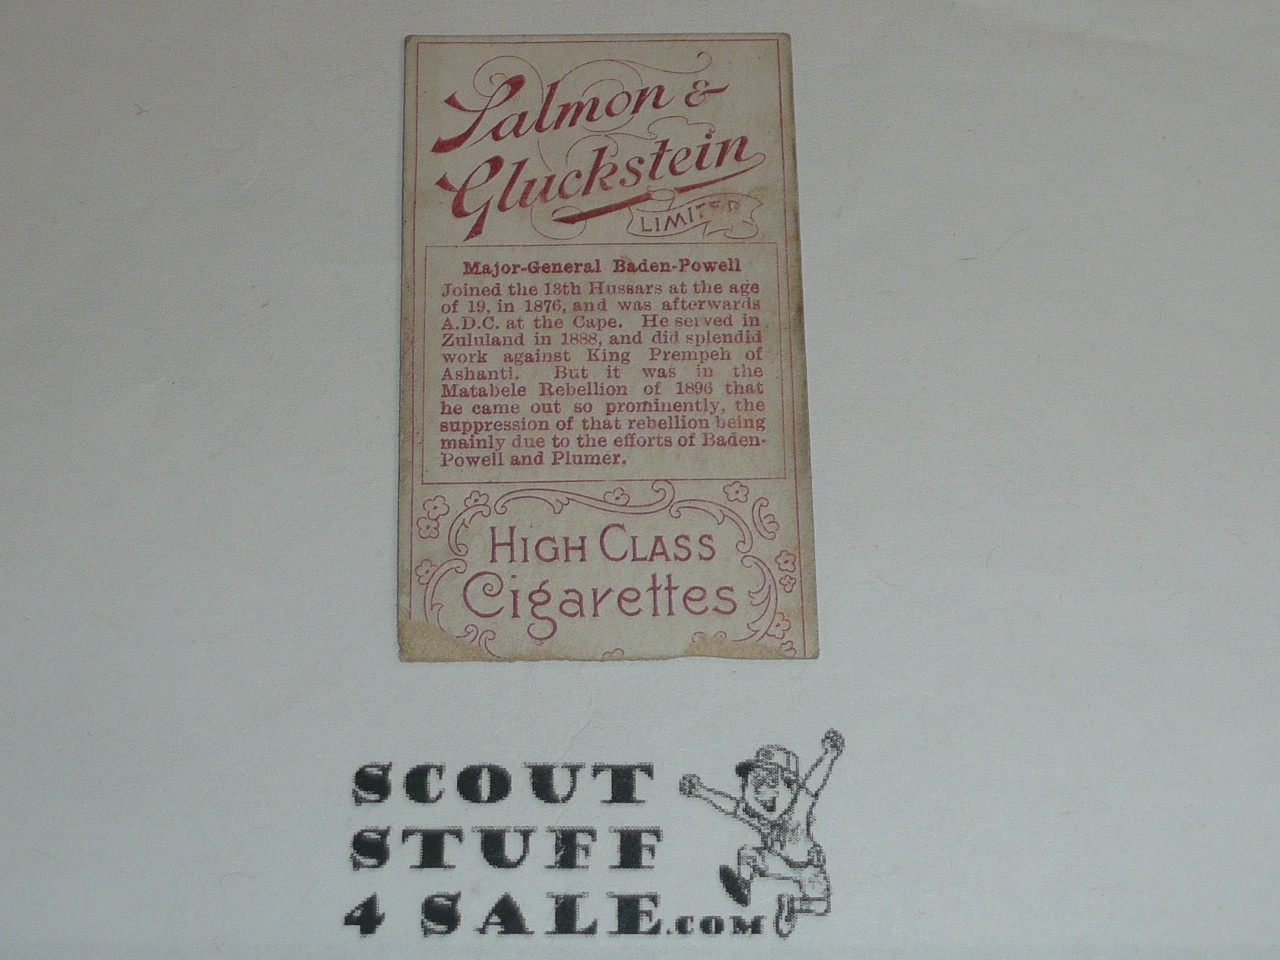 Salmon &
Gluckstein
LIMITED
Major-General Baden-Powell
Joined the 13th Hussars at the age
of 19, in 1876, and was afterwards
A.D.C. at the Cape. He served in
Zululand in 1888, and did splendid
work against King Prempeh of
Ashanti. But it was in the
Matabele Rebellion of 1896 that
he came out so prominently, the
suppression of that rebellion being
mainly due to the efforts of Baden-
Powell and Plumer.
HIGH CLASS
Cigarettes
SCOUT
STUFF
4 SALE.COM